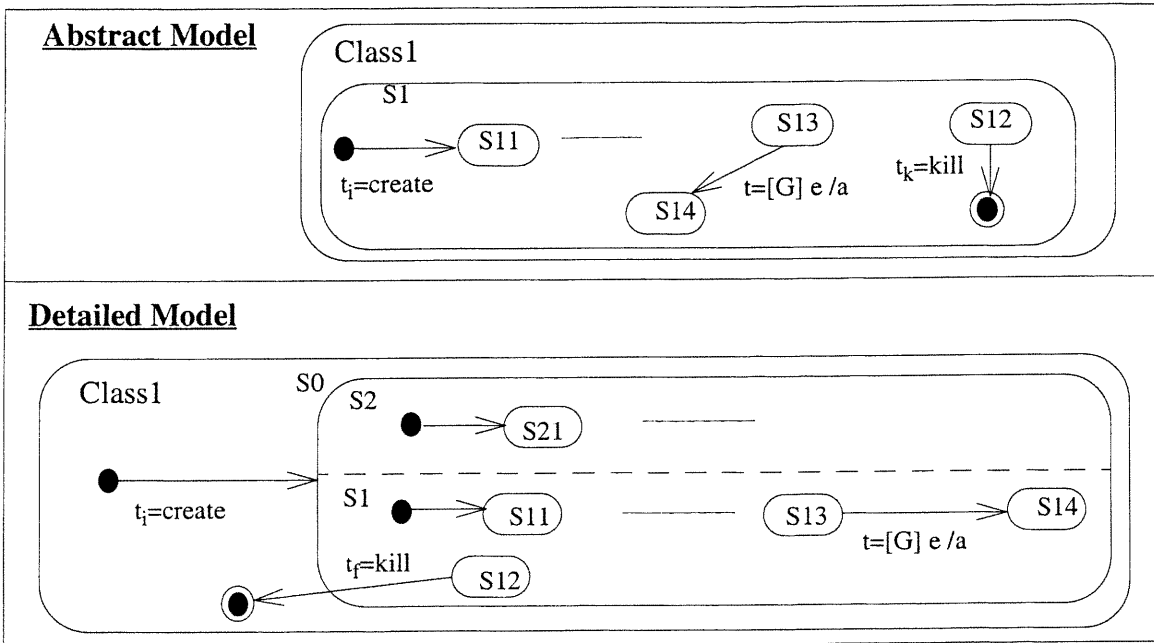 Abstract Model
Class1
S1
S11
S13
S12
t_i=create
t=[G] e /a
t_k=kill
S14
Detailed Model
Class1
S0
S2
S21
t_i=create
S1
S11
S13
S14
t=[G] e /a
t_f=kill
S12